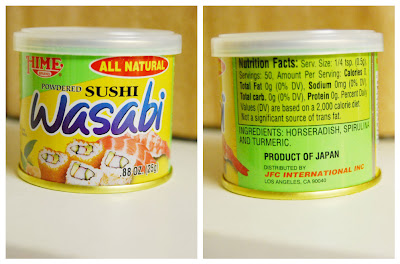 HIME
BRAND
ALL NATURAL
POWDERED SUSHI
Wasabi
.88 OZ. (25g)
Nutrition Facts: Serv. Size: 1/4 tsp. (0.5g),
Servings: 50, Amount Per Serving: Calories 0,
Total Fat 0g (0% DV), Sodium 0mg (0% DV),
Total carb. 0g (0% DV), Protein 0g. Percent Daily
Values (DV) are based on a 2,000 calorie diet.
Not a significant source of trans fat.
INGREDIENTS: HORSERADISH, SPIRULINA
AND TURMERIC.
PRODUCT OF JAPAN
DISTRIBUTED BY
JFC INTERNATIONAL INC
LOS ANGELES, CA 90040